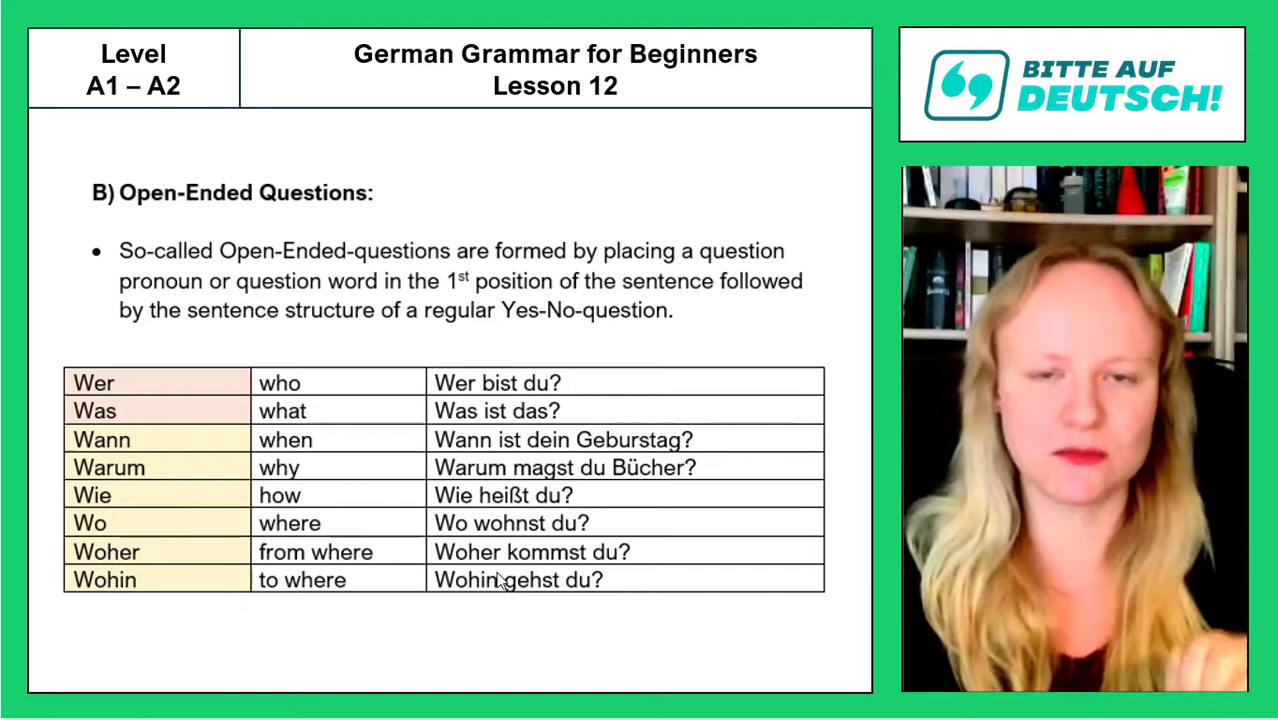 Level
A1 – A2
German Grammar for Beginners
Lesson 12
BITTE AUF
DEUTSCH!
B) Open-Ended Questions:
• So-called Open-Ended-questions are formed by placing a question
pronoun or question word in the 1st position of the sentence followed
by the sentence structure of a regular Yes-No-question.
Wer who Wer bist du?
Was what Was ist das?
Wann when Wann ist dein Geburstag?
Warum why Warum magst du Bücher?
Wie how Wie heißt du?
Wo where Wo wohnst du?
Woher from where Woher kommst du?
Wohin to where Wohin gehst du?